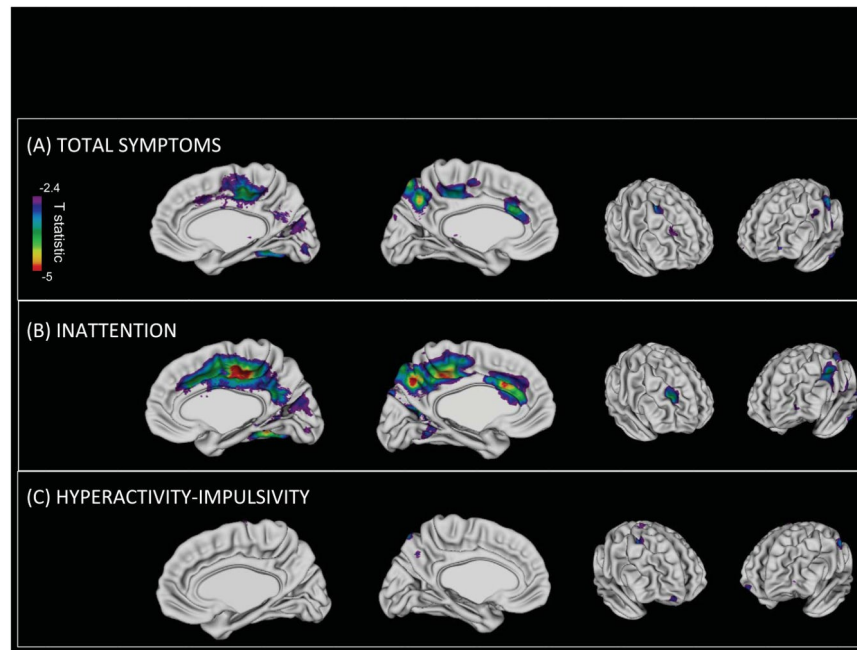 (A) TOTAL SYMPTOMS
-2.4
T statistic
-5
(B) INATTENTION
(C) HYPERACTIVITY-IMPULSIVITY